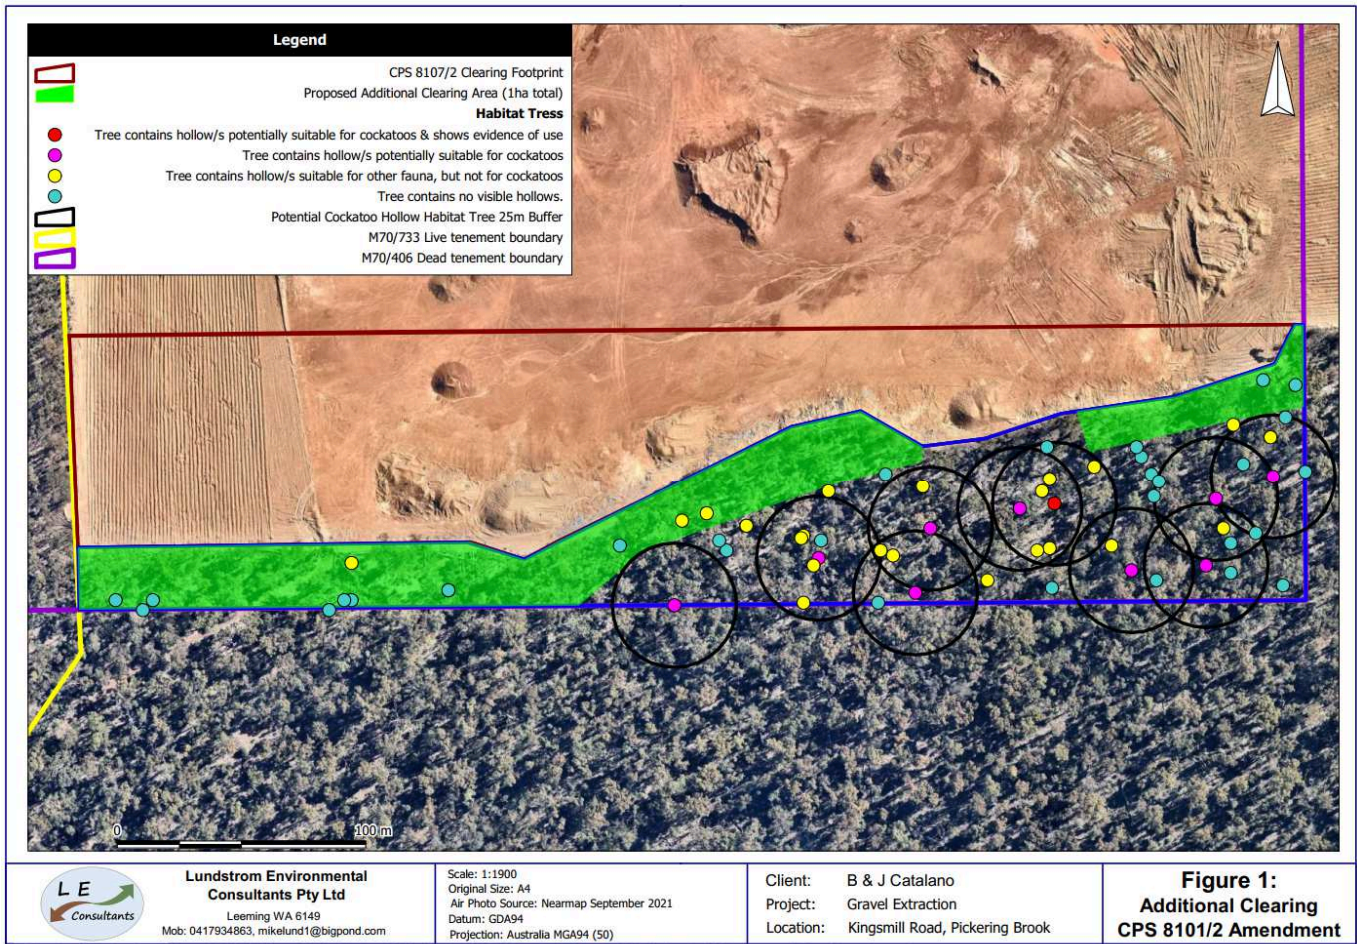 Legend
CPS 8107/2 Clearing Footprint
Proposed Additional Clearing Area (1ha total)
Habitat Tress
Tree contains hollow/s potentially suitable for cockatoos & shows evidence of use
Tree contains hollow/s potentially suitable for cockatoos
Tree contains hollow/s suitable for other fauna, but not for cockatoos
Tree contains no visible hollows.
Potential Cockatoo Hollow Habitat Tree 25m Buffer
M70/733 Live tenement boundary
M70/406 Dead tenement boundary
0 100 m
L E
Consultants
Lundstrom Environmental
Consultants Pty Ltd
Leeming WA 6149
Mob: 0417934863, mikelund1@bigpond.com
Scale: 1:1900
Original Size: A4
Air Photo Source: Nearmap September 2021
Datum: GDA94
Projection: Australia MGA94 (50)
Client: B & J Catalano
Project: Gravel Extraction
Location: Kingsmill Road, Pickering Brook
Figure 1:
Additional Clearing
CPS 8101/2 Amendment